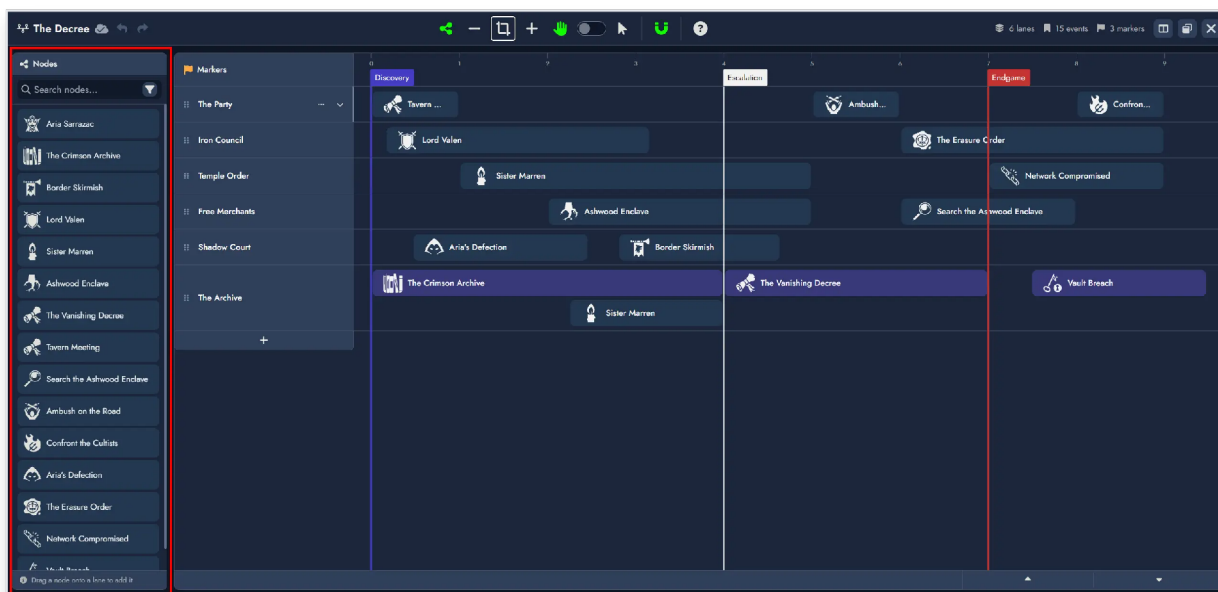 The Decree
6 lanes 15 events 3 markers
Nodes
Search nodes...
Aria Sarrazac
The Crimson Archive
Border Skirmish
Lord Valen
Sister Marren
Ashwood Enclave
The Vanishing Decree
Tavern Meeting
Search the Ashwood Enclave
Ambush on the Road
Confront the Cultists
Aria's Defection
The Erasure Order
Network Compromised
Vault Breach
Drag a node onto a lane to add it
Markers
0 1 2 3 4 5 6 7 8 9
Discovery Escalation Endgame
The Party
Tavern ... Ambush... Confron...
Iron Council
Lord Valen The Erasure Order
Temple Order
Sister Marren Network Compromised
Free Merchants
Ashwood Enclave Search the Ashwood Enclave
Shadow Court
Aria's Defection Border Skirmish
The Archive
The Crimson Archive The Vanishing Decree Vault Breach
Sister Marren
+